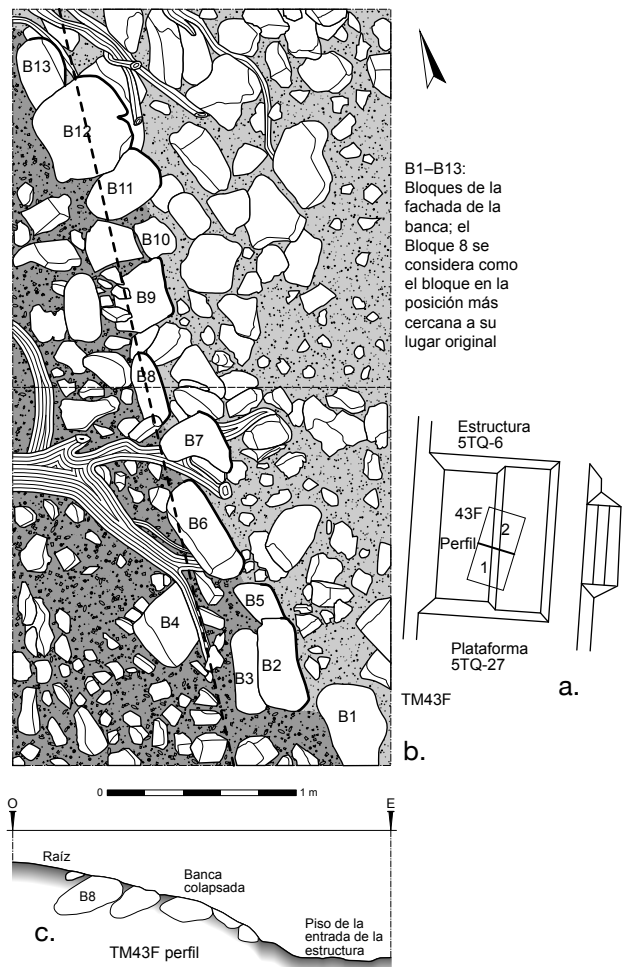 B13
B12
B11
B10
B9
B8
B7
B6
B5
B4
B3
B2
B1
B1–B13:
Bloques de la
fachada de la
banca; el
Bloque 8 se
considera como
el bloque en la
posición más
cercana a su
lugar original
Estructura
5TQ-6
43F
2
Perfil
1
Plataforma
5TQ-27
a.
TM43F
b.
0
1 m
O
E
Raíz
Banca
colapsada
B8
Piso de la
entrada de la
estructura
c.
TM43F perfil